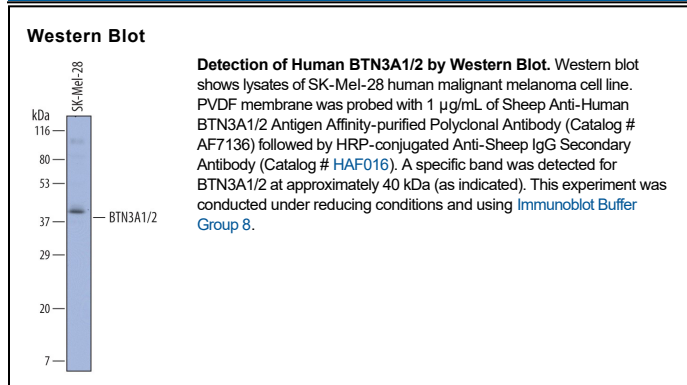 Western Blot
SK-Mel-28
kDa
116
80
53
37
29
20
7
BTN3A1/2
Detection of Human BTN3A1/2 by Western Blot. Western blot
shows lysates of SK-Mel-28 human malignant melanoma cell line.
PVDF membrane was probed with 1 µg/mL of Sheep Anti-Human
BTN3A1/2 Antigen Affinity-purified Polyclonal Antibody (Catalog #
AF7136) followed by HRP-conjugated Anti-Sheep IgG Secondary
Antibody (Catalog # HAF016). A specific band was detected for
BTN3A1/2 at approximately 40 kDa (as indicated). This experiment was
conducted under reducing conditions and using Immunoblot Buffer
Group 8.